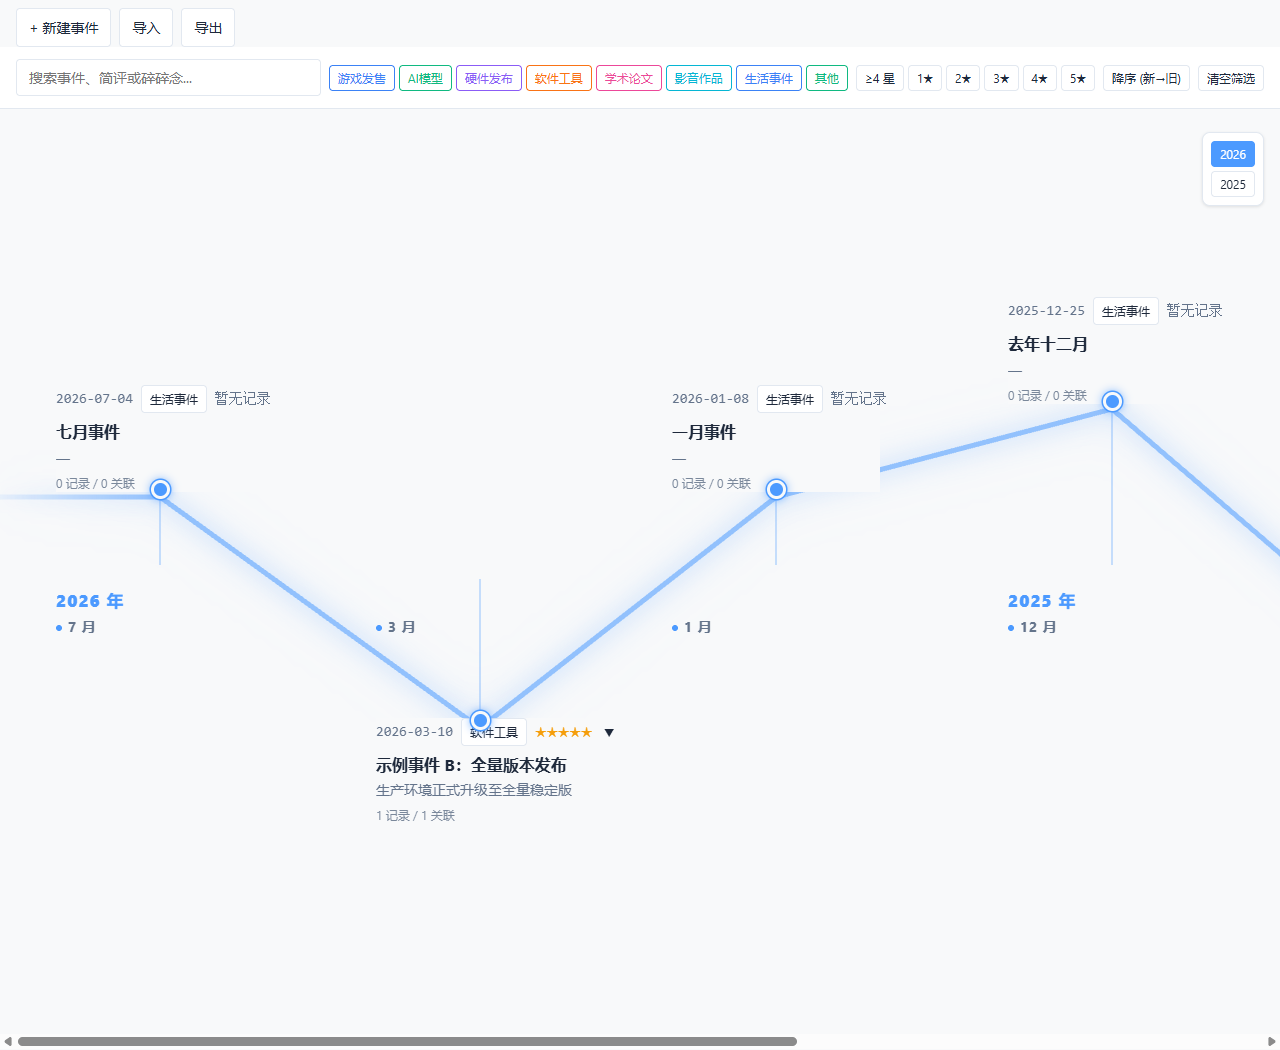 + 新建事件 导入 导出
搜索事件、简评或碎碎念... 游戏发售 AI模型 硬件发布 软件工具 学术论文 影音作品 生活事件 其他 ≥4 星 1★ 2★ 3★ 4★ 5★ 降序 (新→旧) 清空筛选
2026
2025
2025-12-25 生活事件 暂无记录
去年十二月
—
0 记录 / 0 关联
2026-07-04 生活事件 暂无记录
七月事件
—
0 记录 / 0 关联
2026-01-08 生活事件 暂无记录
一月事件
—
0 记录 / 0 关联
2026 年
7 月
3 月
1 月
2025 年
12 月
2026-03-10 软件工具 ★★★★★ ▼
示例事件 B：全量版本发布
生产环境正式升级至全量稳定版
1 记录 / 1 关联